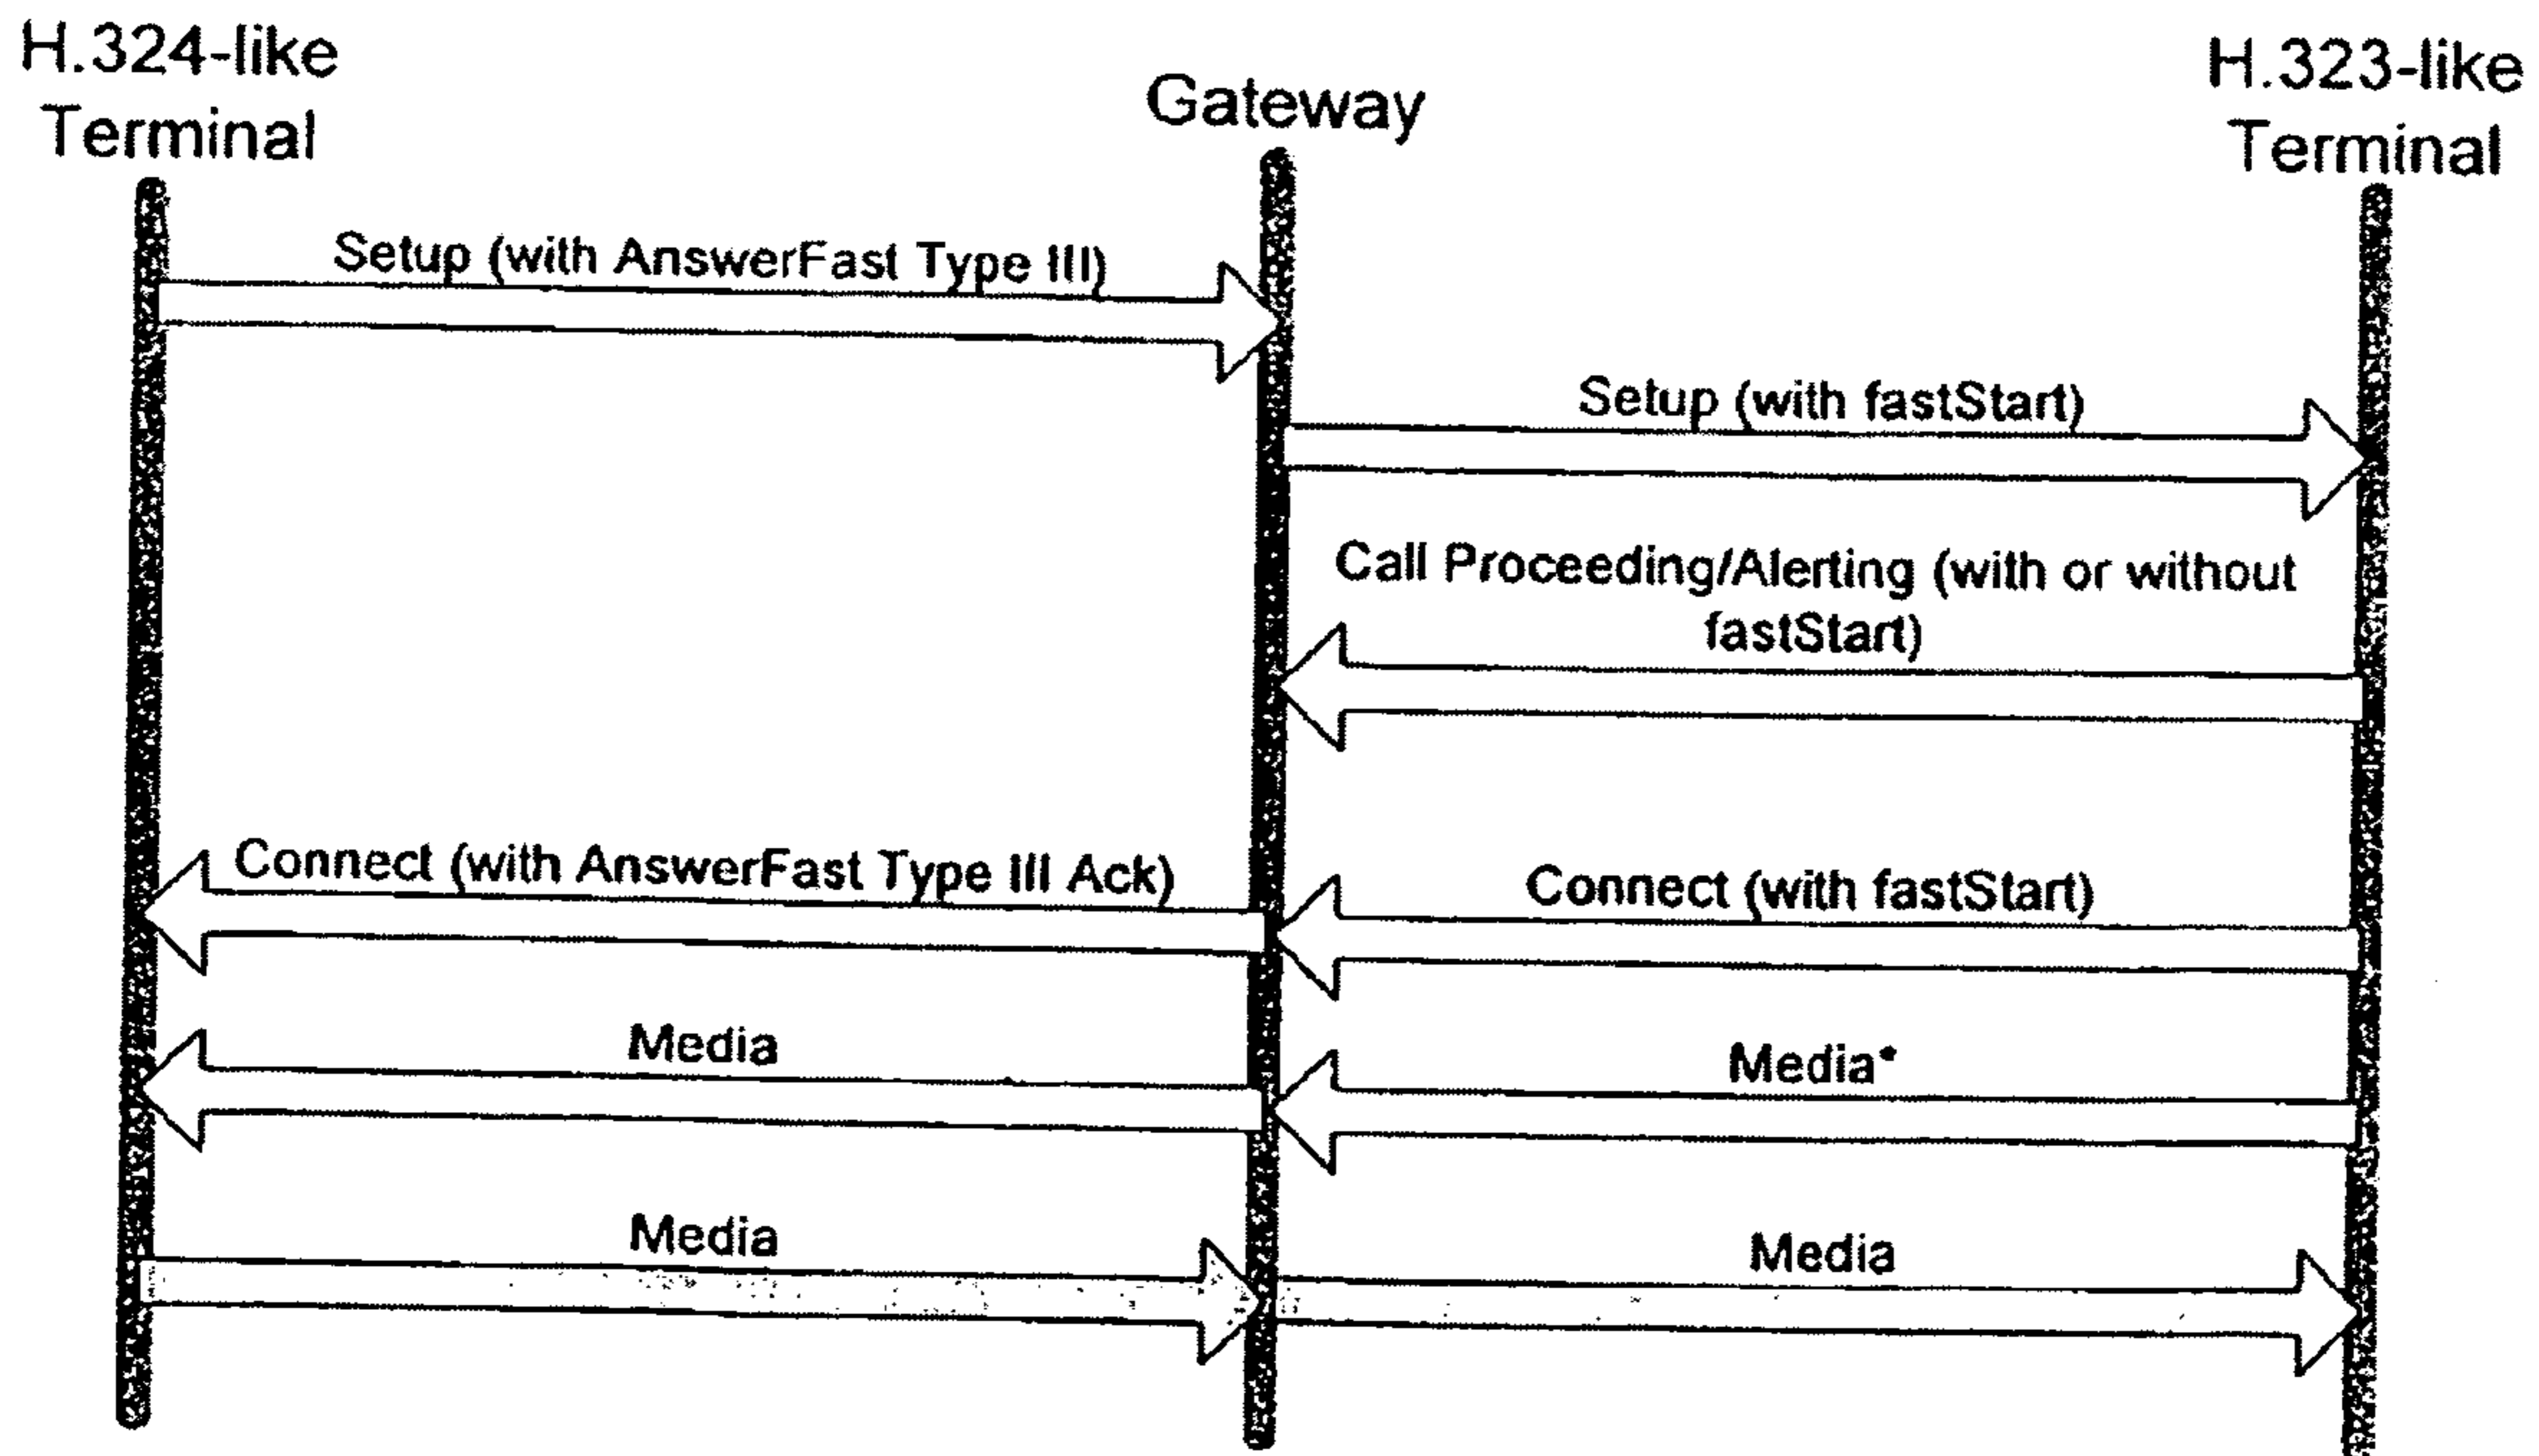 H.324-like
Terminal
Gateway
H.323-like
Terminal
Setup (with AnswerFast Type III)
Setup (with fastStart)
Call Proceeding/Alerting (with or without
fastStart)
Connect (with AnswerFast Type III Ack)
Connect (with fastStart)
Media
Media*
Media
Media